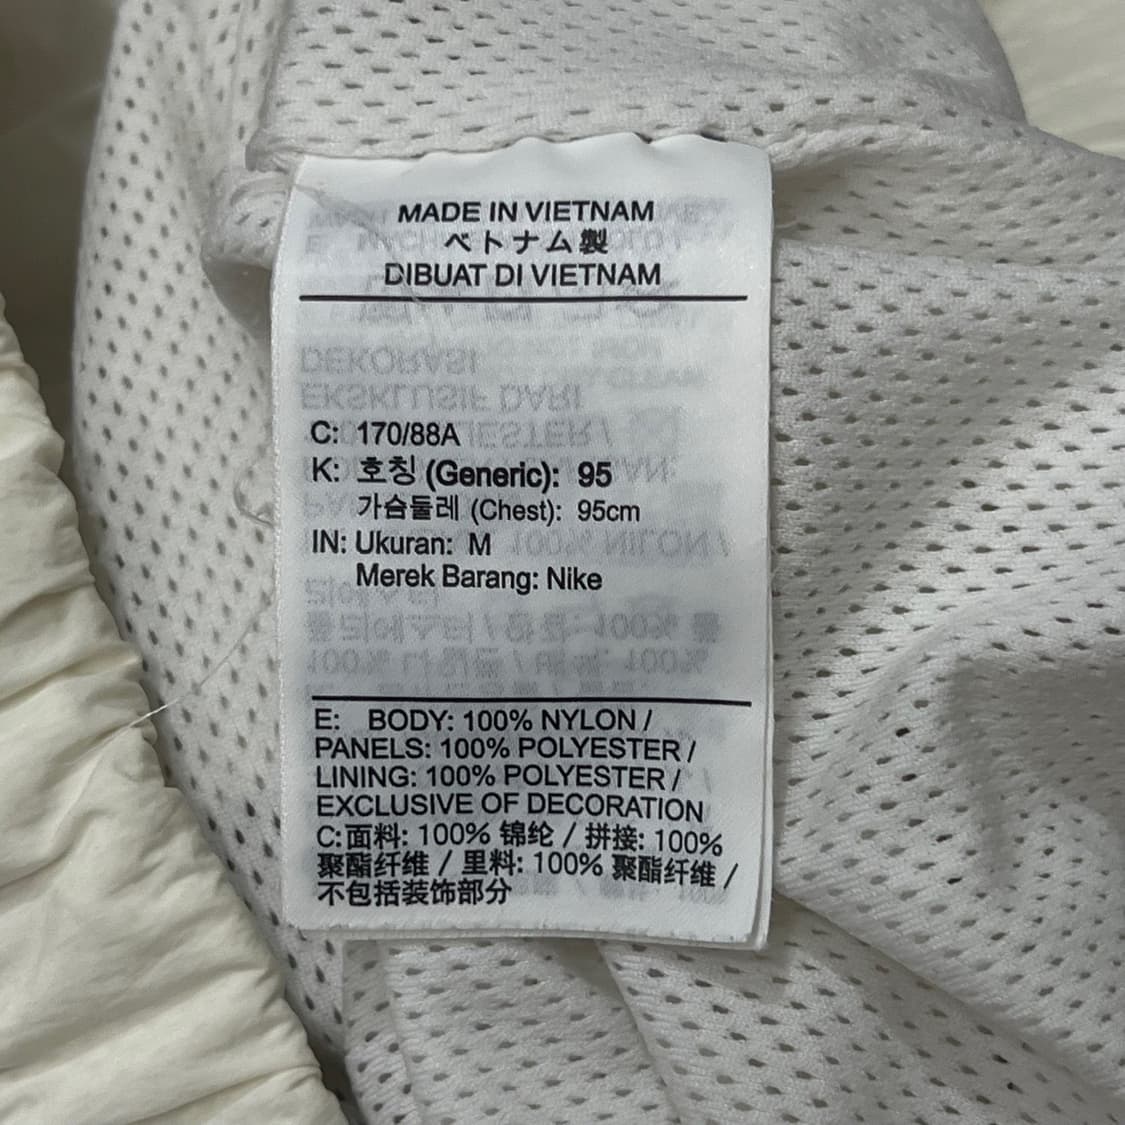 MADE IN VIETNAM
ベトナム製
DIBUAT DI VIETNAM
C: 170/88A
K: 호칭 (Generic): 95
가슴둘레 (Chest): 95cm
IN: Ukuran: M
Merek Barang: Nike
E: BODY: 100% NYLON /
PANELS: 100% POLYESTER /
LINING: 100% POLYESTER /
EXCLUSIVE OF DECORATION
C:面料: 100% 锦纶 / 拼接: 100%
聚酯纤维 / 里料: 100% 聚酯纤维 /
不包括装饰部分